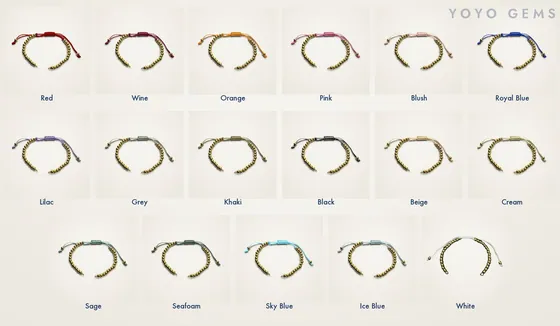 YOYO GEMS
Red
Wine
Orange
Pink
Blush
Royal Blue
Lilac
Grey
Khaki
Black
Beige
Cream
Sage
Seafoam
Sky Blue
Ice Blue
White